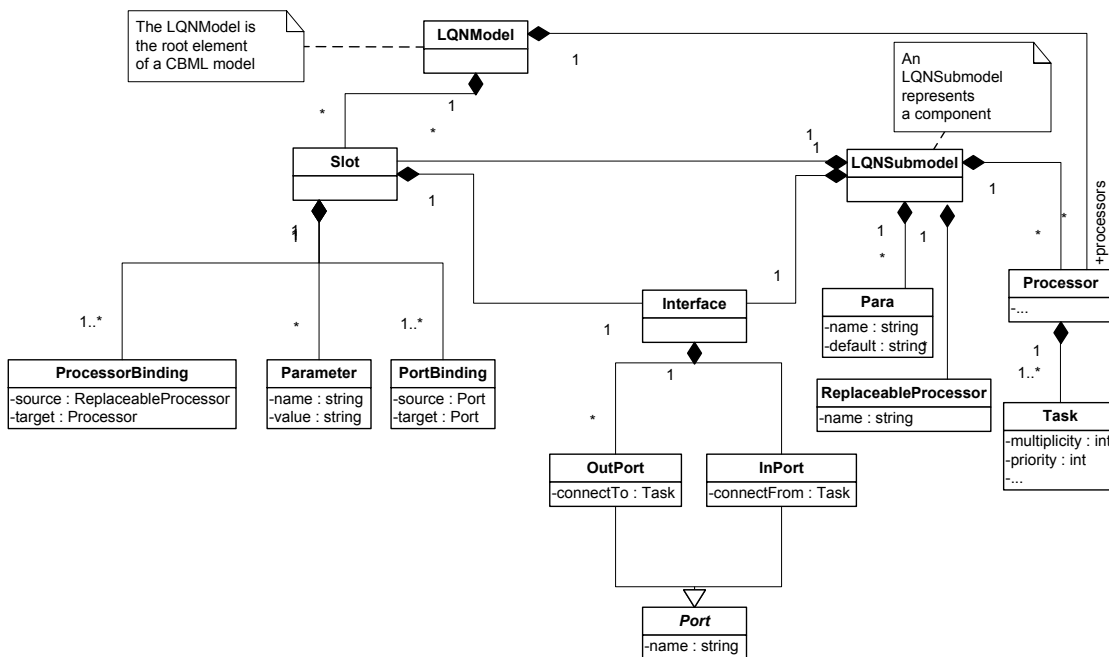 The LQNModel is
the root element
of a CBML model
LQNModel
1
1
An
LQNSubmodel
represents
a component
*
*
1
1
Slot
LQNSubmodel
1
1
1
1
1
1
*
*
+processors
*
1
Interface
1
Para
-name : string
-default : string
*
Processor
-...
1..*
*
1..*
1
1
1..*
ProcessorBinding
-source : ReplaceableProcessor
-target : Processor
Parameter
-name : string
-value : string
PortBinding
-source : Port
-target : Port
ReplaceableProcessor
-name : string
Task
-multiplicity : int
-priority : int
-...
*
OutPort
-connectTo : Task
InPort
-connectFrom : Task
Port
-name : string